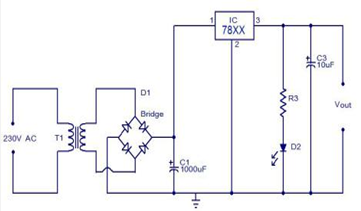 IC
1
78XX
3
2
D1
C3
10uF
Bridge
R3
Vout
230V AC
T1
D2
C1
1000uF